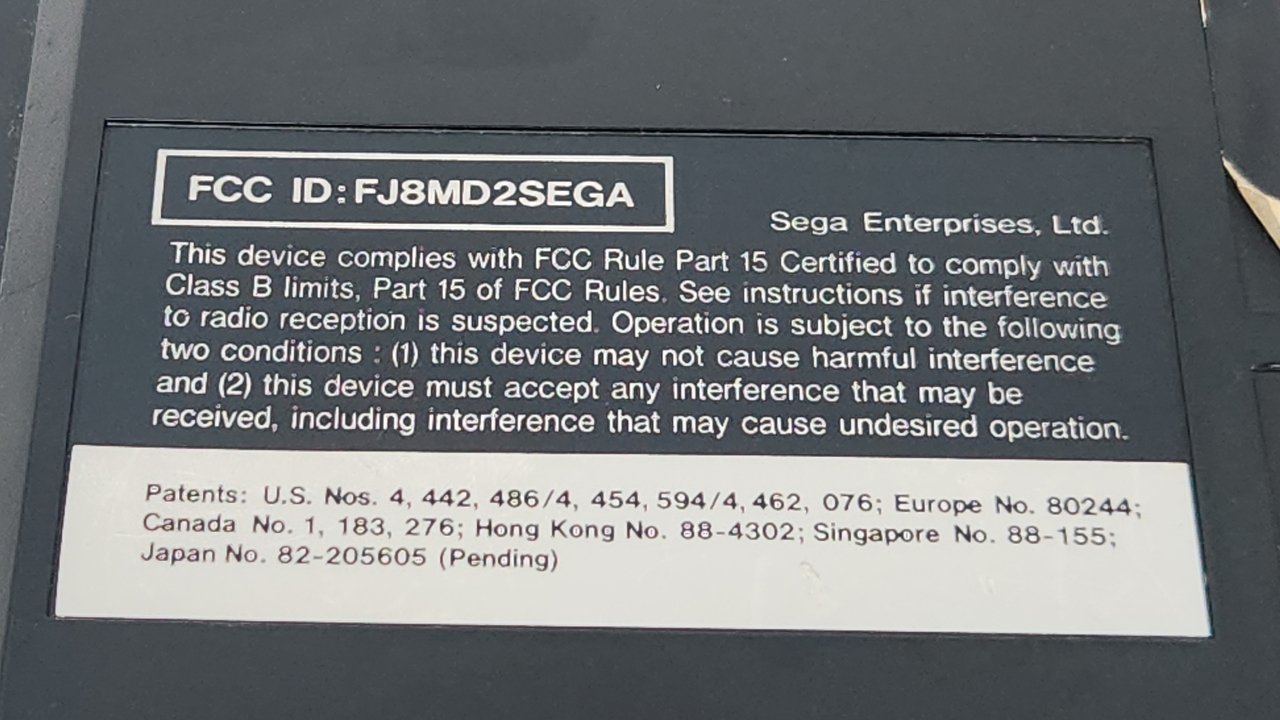 FCC ID: FJ8MD2SEGA
Sega Enterprises, Ltd.
This device complies with FCC Rule Part 15 Certified to comply with
Class B limits, Part 15 of FCC Rules. See instructions if interference
to radio reception is suspected. Operation is subject to the following
two conditions : (1) this device may not cause harmful interference
and (2) this device must accept any interference that may be
received, including interference that may cause undesired operation.
Patents: U.S. Nos. 4, 442, 486/4, 454, 594/4, 462, 076; Europe No. 80244;
Canada No. 1, 183, 276; Hong Kong No. 88-4302; Singapore No. 88-155;
Japan No. 82-205605 (Pending)